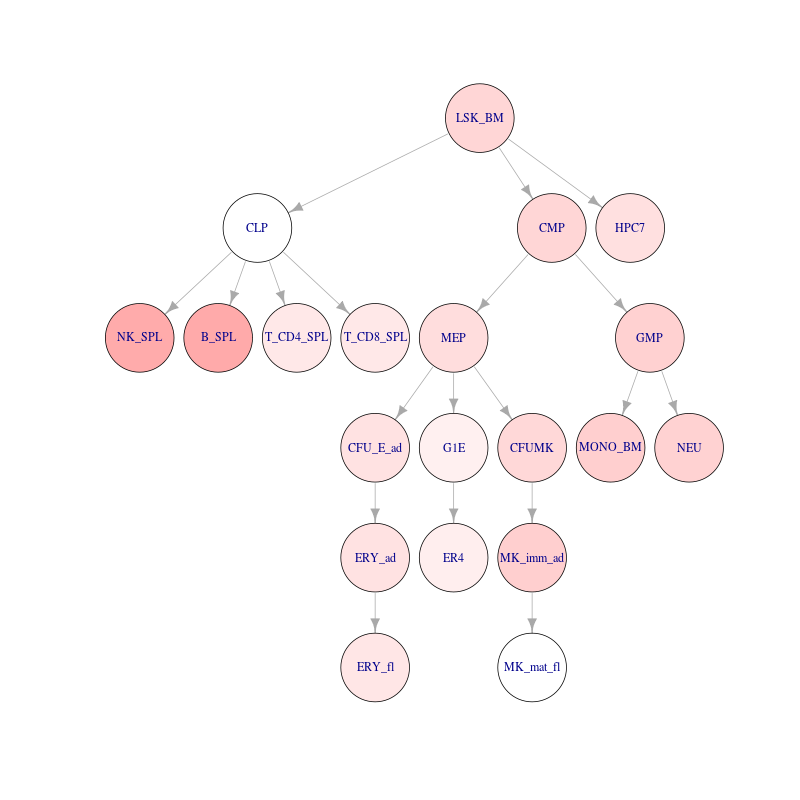 LSK_BM
CLP
CMP
HPC7
NK_SPL
B_SPL
T_CD4_SPL
T_CD8_SPL
MEP
GMP
CFU_E_ad
G1E
CFUMK
MONO_BM
NEU
ERY_ad
ER4
MK_imm_ad
ERY_fl
MK_mat_fl